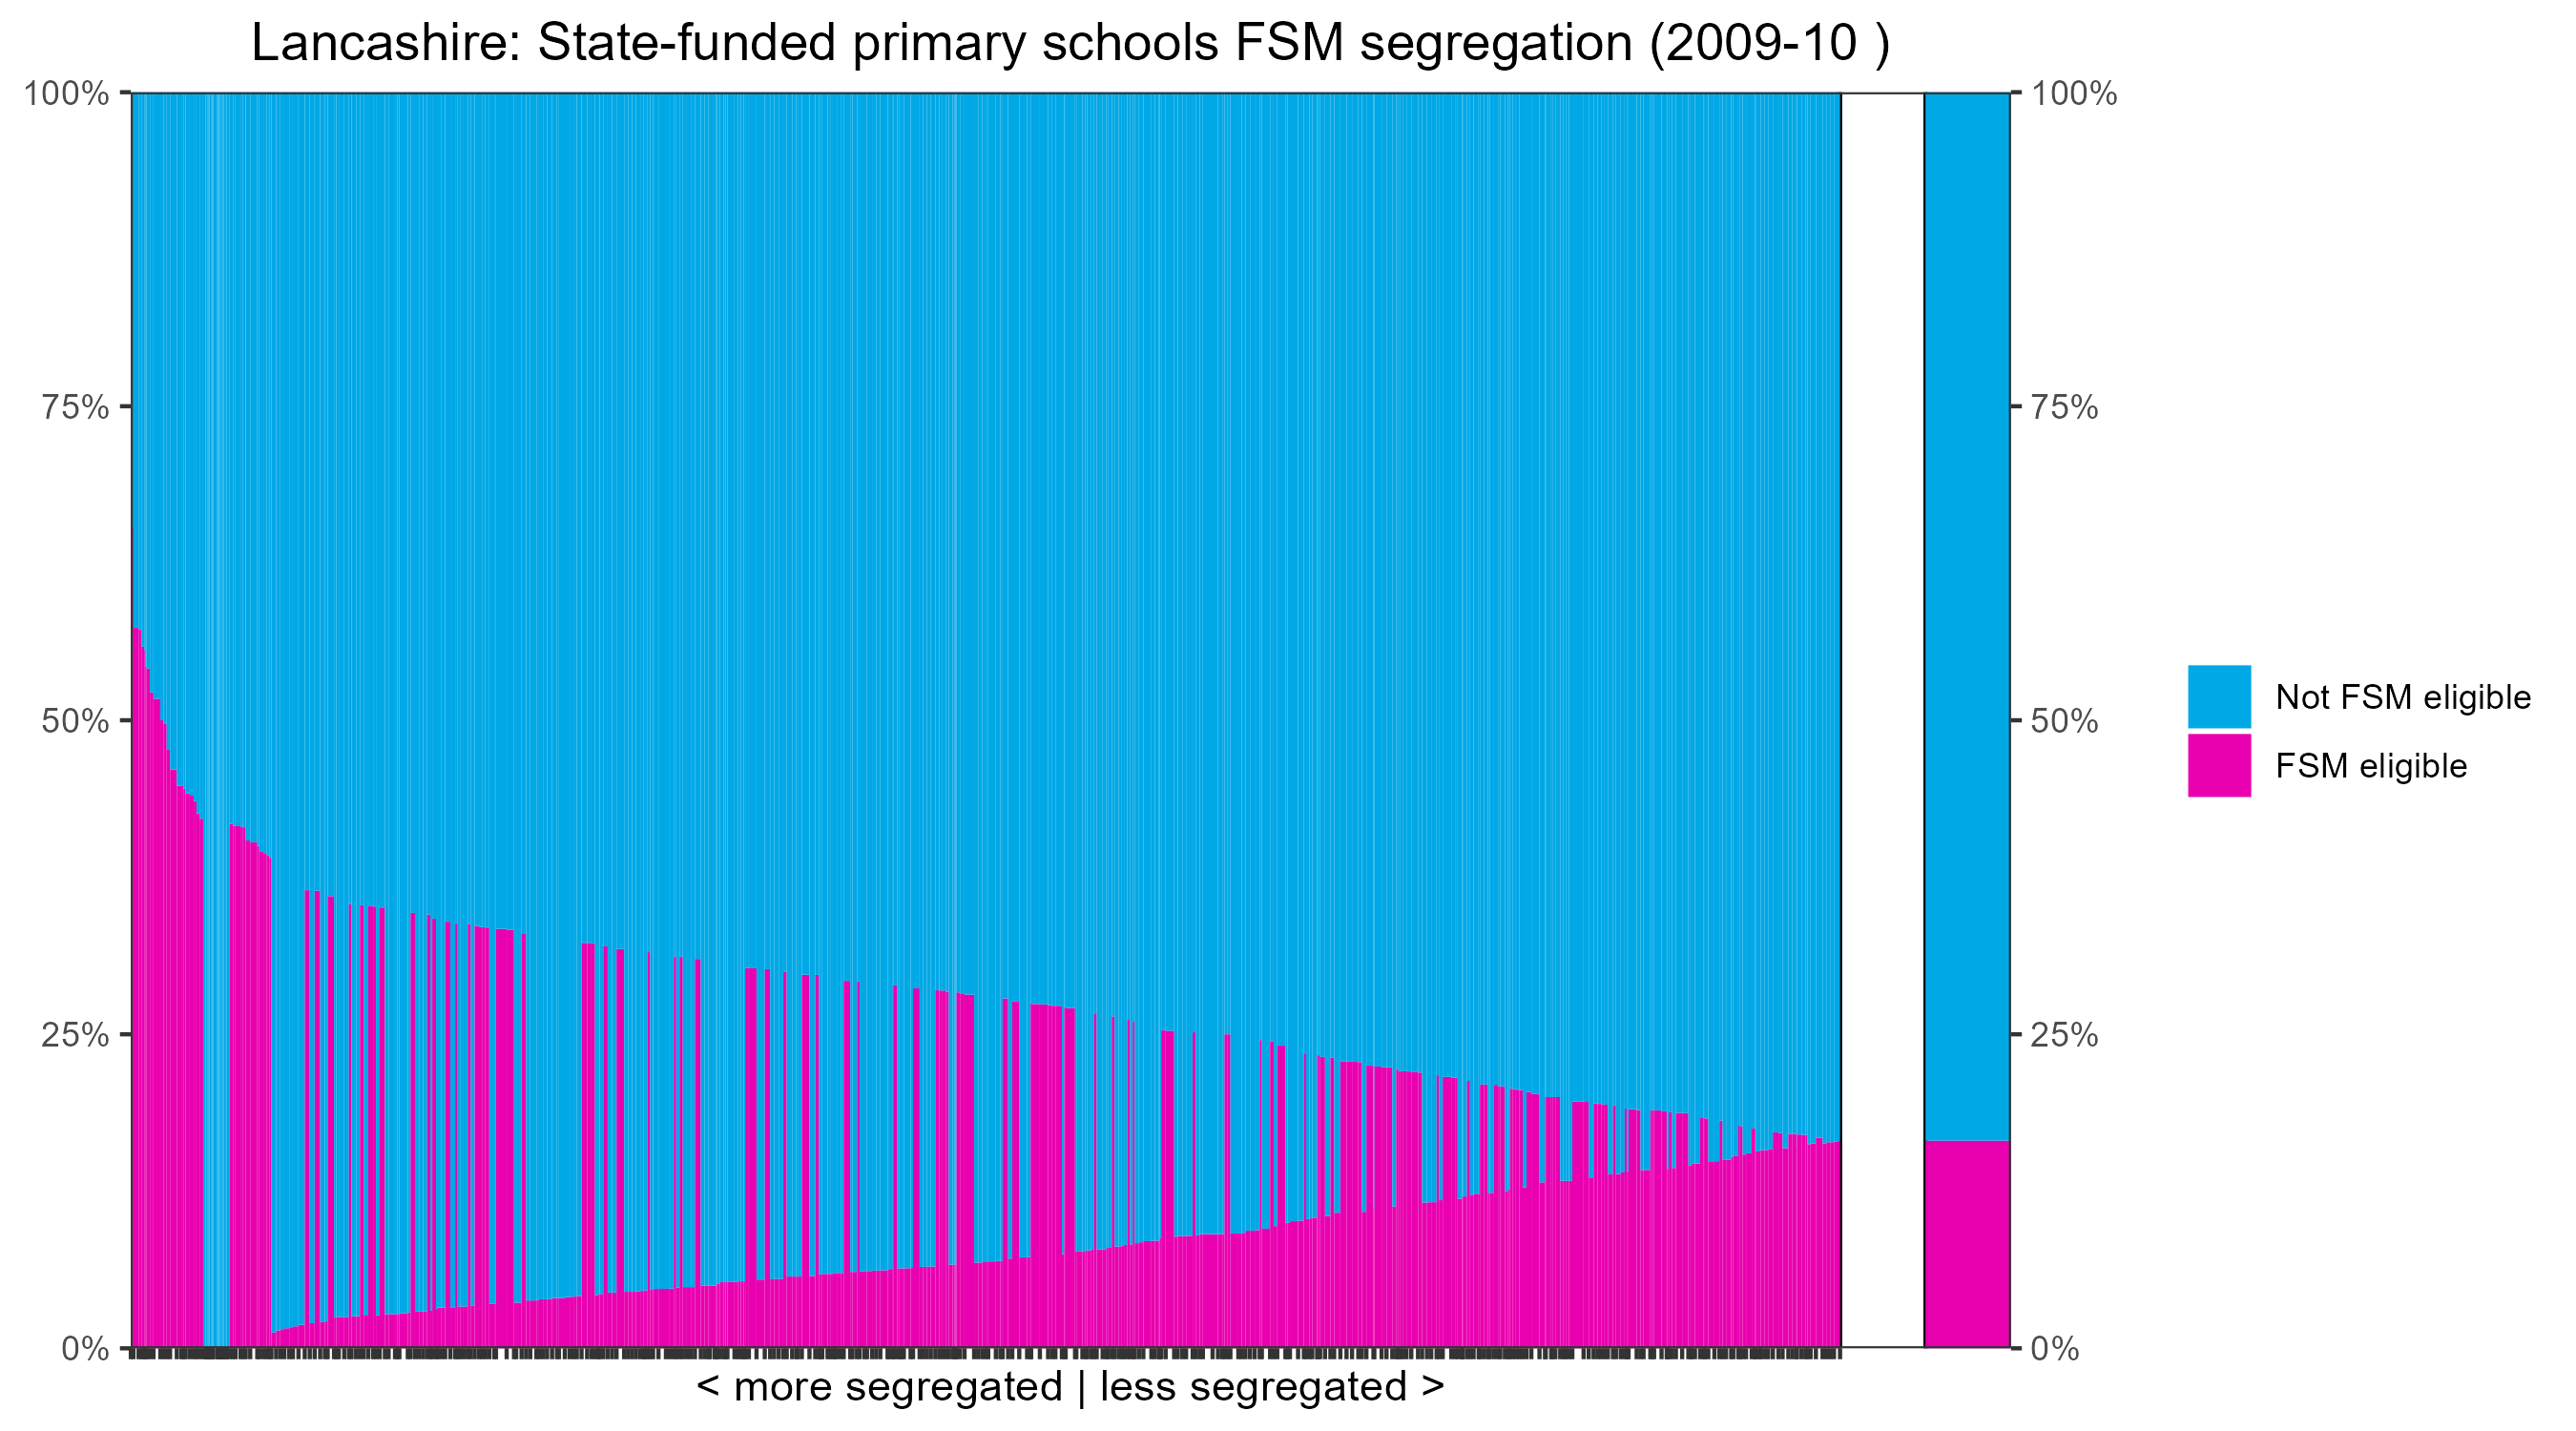 Lancashire: State-funded primary schools FSM segregation (2009-10 )
100%
75%
50%
25%
0%
100%
75%
50%
25%
0%
Not FSM eligible
FSM eligible
< more segregated | less segregated >